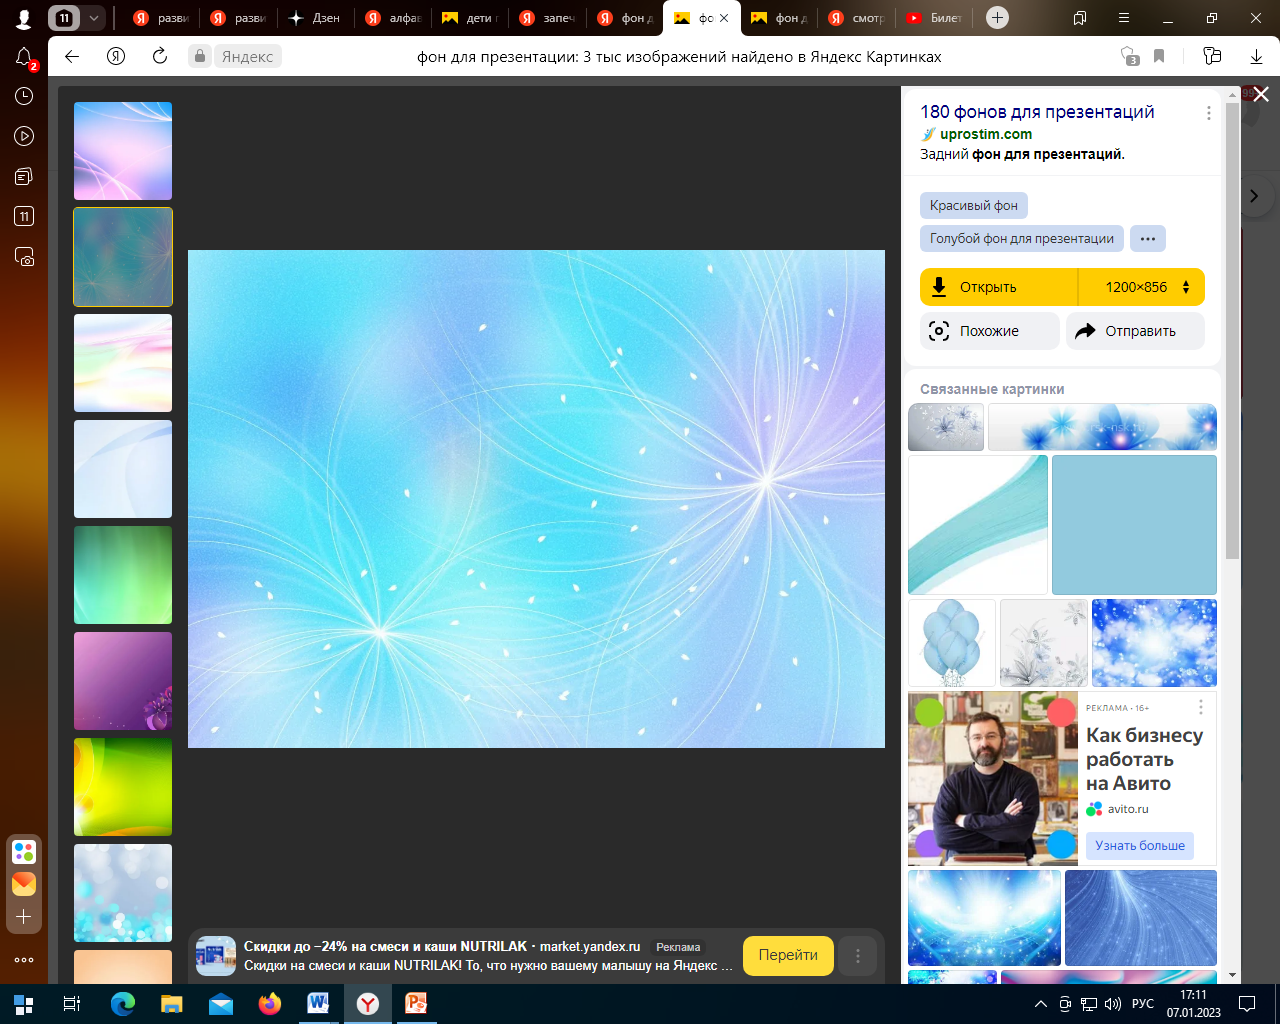 11
разви
разви
Дзен
алфав
дети г
запеч
фон д
фо
фон д
смотр
Билет
Яндекс
фон для презентации: 3 тыс изображений найдено в Яндекс Картинках
3
2
11
180 фонов для презентаций
uprostim.com
Задний фон для презентаций.
Красивый фон
Голубой фон для презентации
Открыть
1200×856
Похожие
Отправить
Связанные картинки
РЕКЛАМА • 16+
Как бизнесу
работать
на Авито
avito.ru
Узнать больше
Скидки до −24% на смеси и каши NUTRILAK · market.yandex.ru Реклама
Скидки на смеси и каши NUTRILAK! То, что нужно вашему малышу на Яндекс ...
Перейти
РУС
17:11
07.01.2023